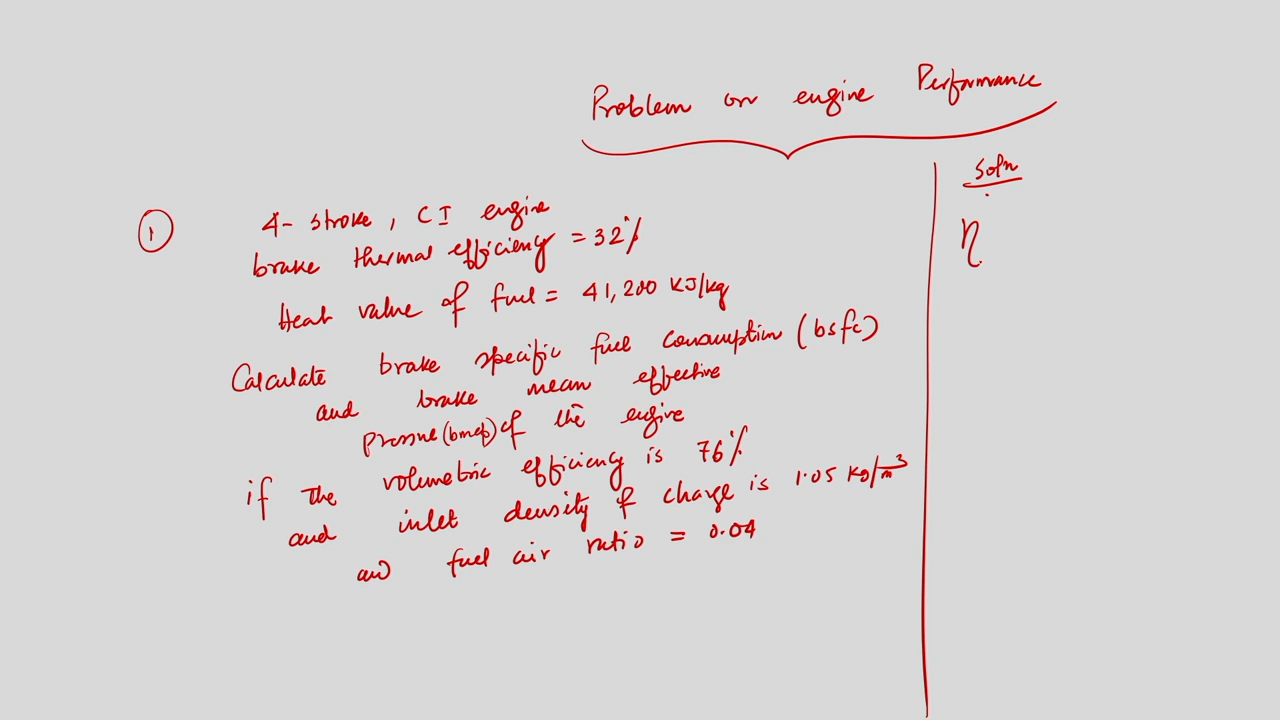 Problem on engine Performance
Soln
η
1
4- stroke, CI engine
brake thermal efficiency = 32%
Heat value of fuel = 41,200 KJ/kg
Calculate brake specific fuel consumption (bsfc)
and brake mean effective
pressure (bmep) of the engine
if the volumetric efficiency is 76%
and inlet density of charge is 1.05 kg/m³
and fuel air ratio = 0.04